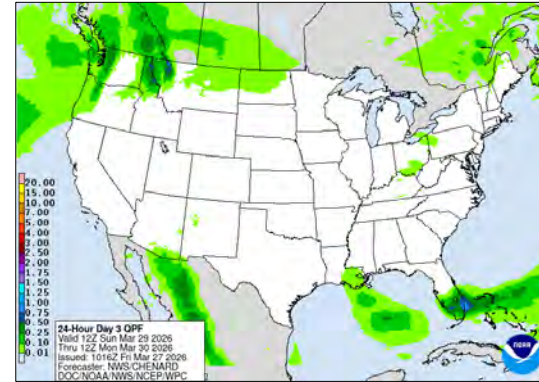 20.00
15.00
10.00
7.00
5.00
4.00
3.00
2.50
2.00
1.75
1.50
1.25
1.00
0.75
0.50
0.25
0.10
0.01
24-Hour Day 3 QPF
Valid 12Z Sun Mar 29 2026
Thru 12Z Mon Mar 30 2026
Issued: 1016Z Fri Mar 27 2026
Forecaster: NWS/CHENARD
DOC/NOAA/NWS/NCEP/WPC
noaa